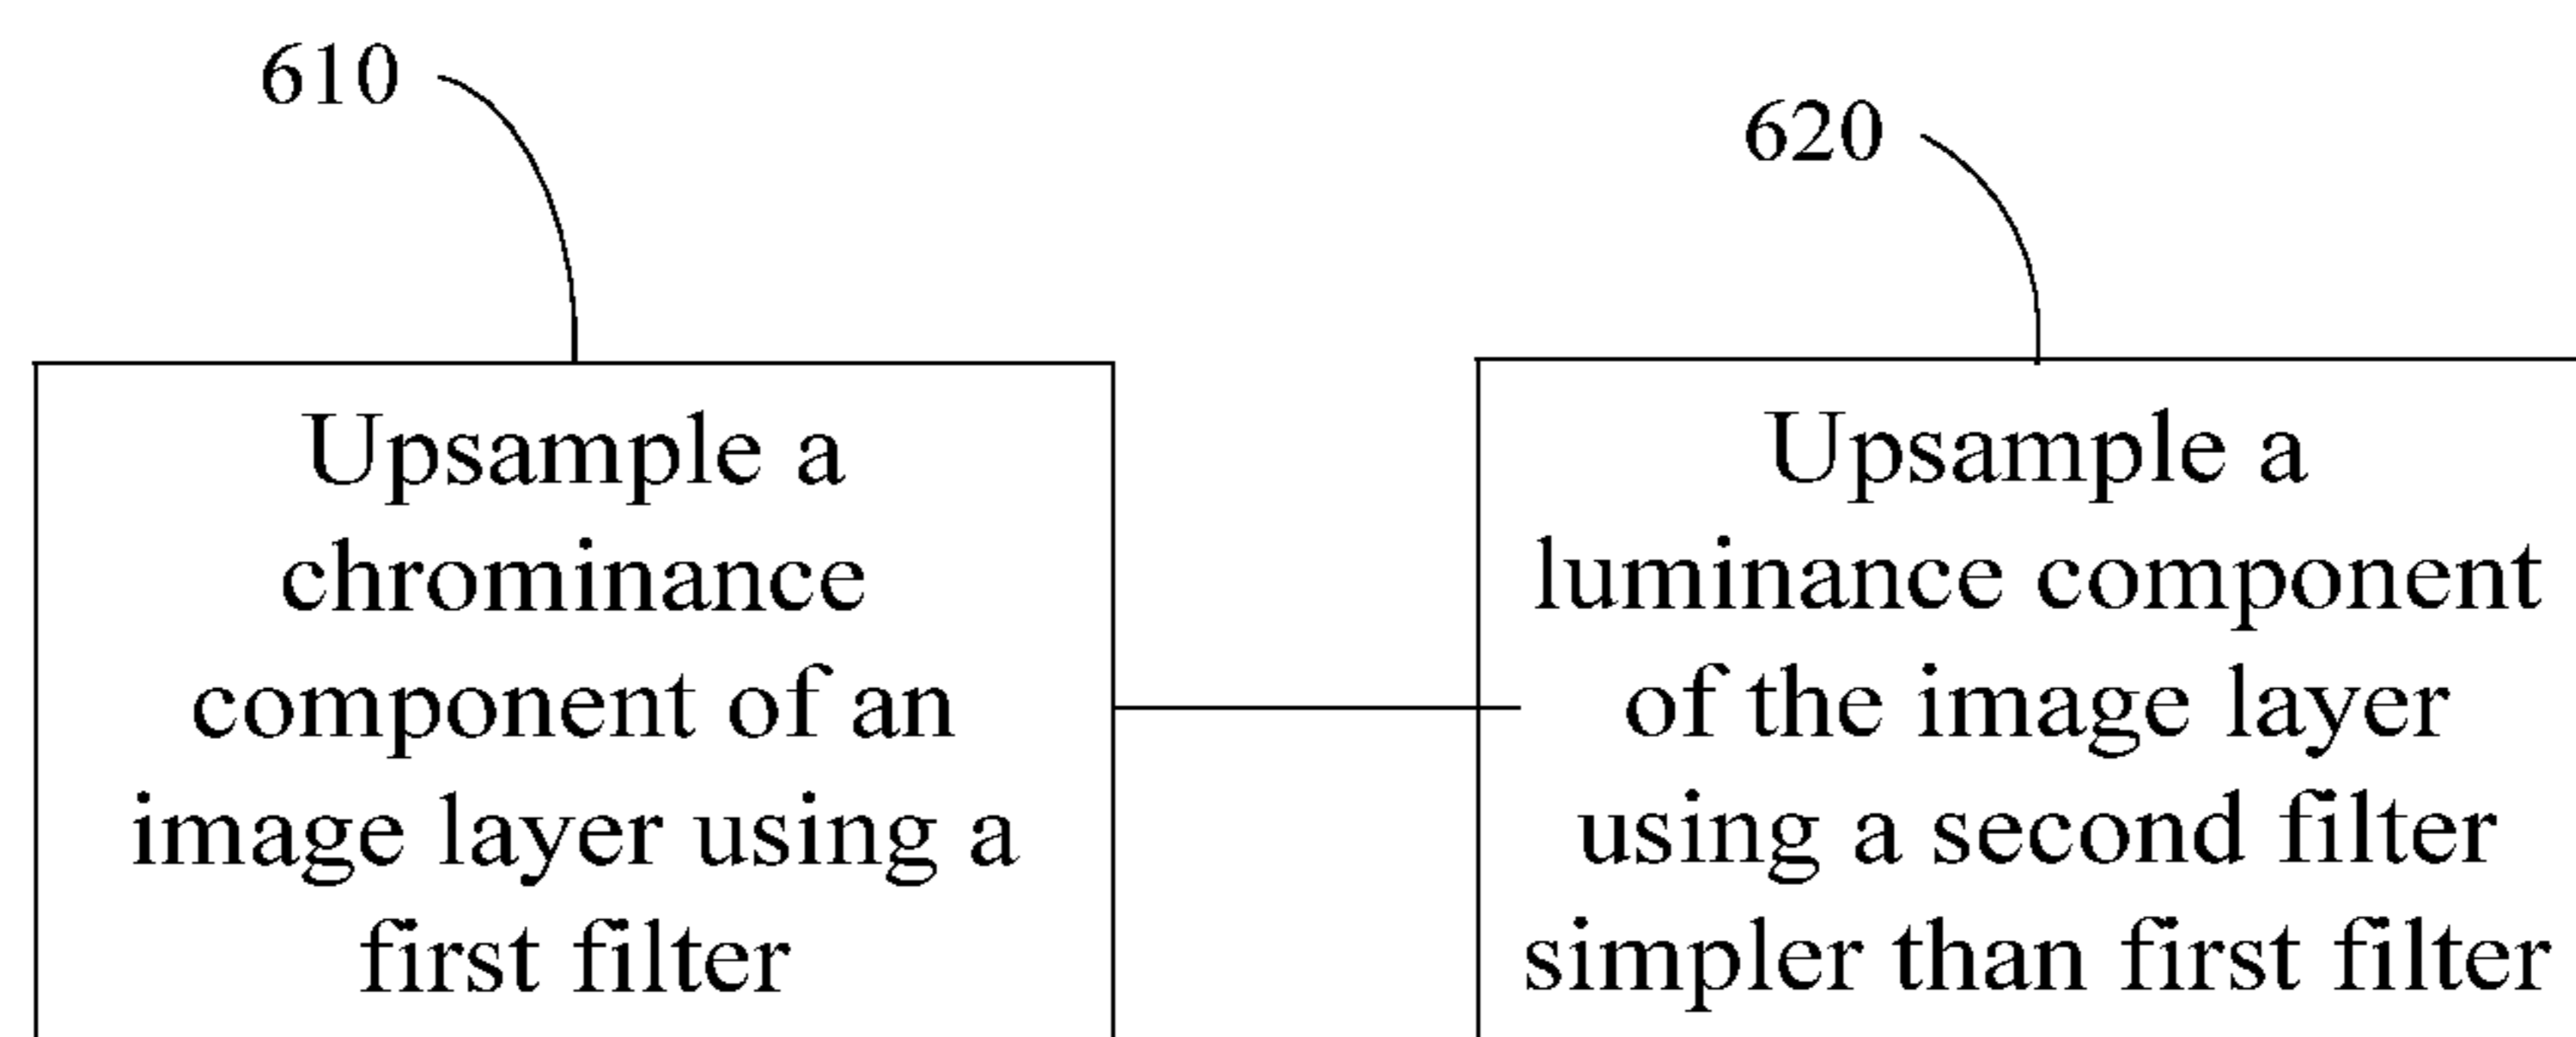 610
620
Upsample a
chrominance
component of an
image layer using a
first filter
Upsample a
luminance component
of the image layer
using a second filter
simpler than first filter